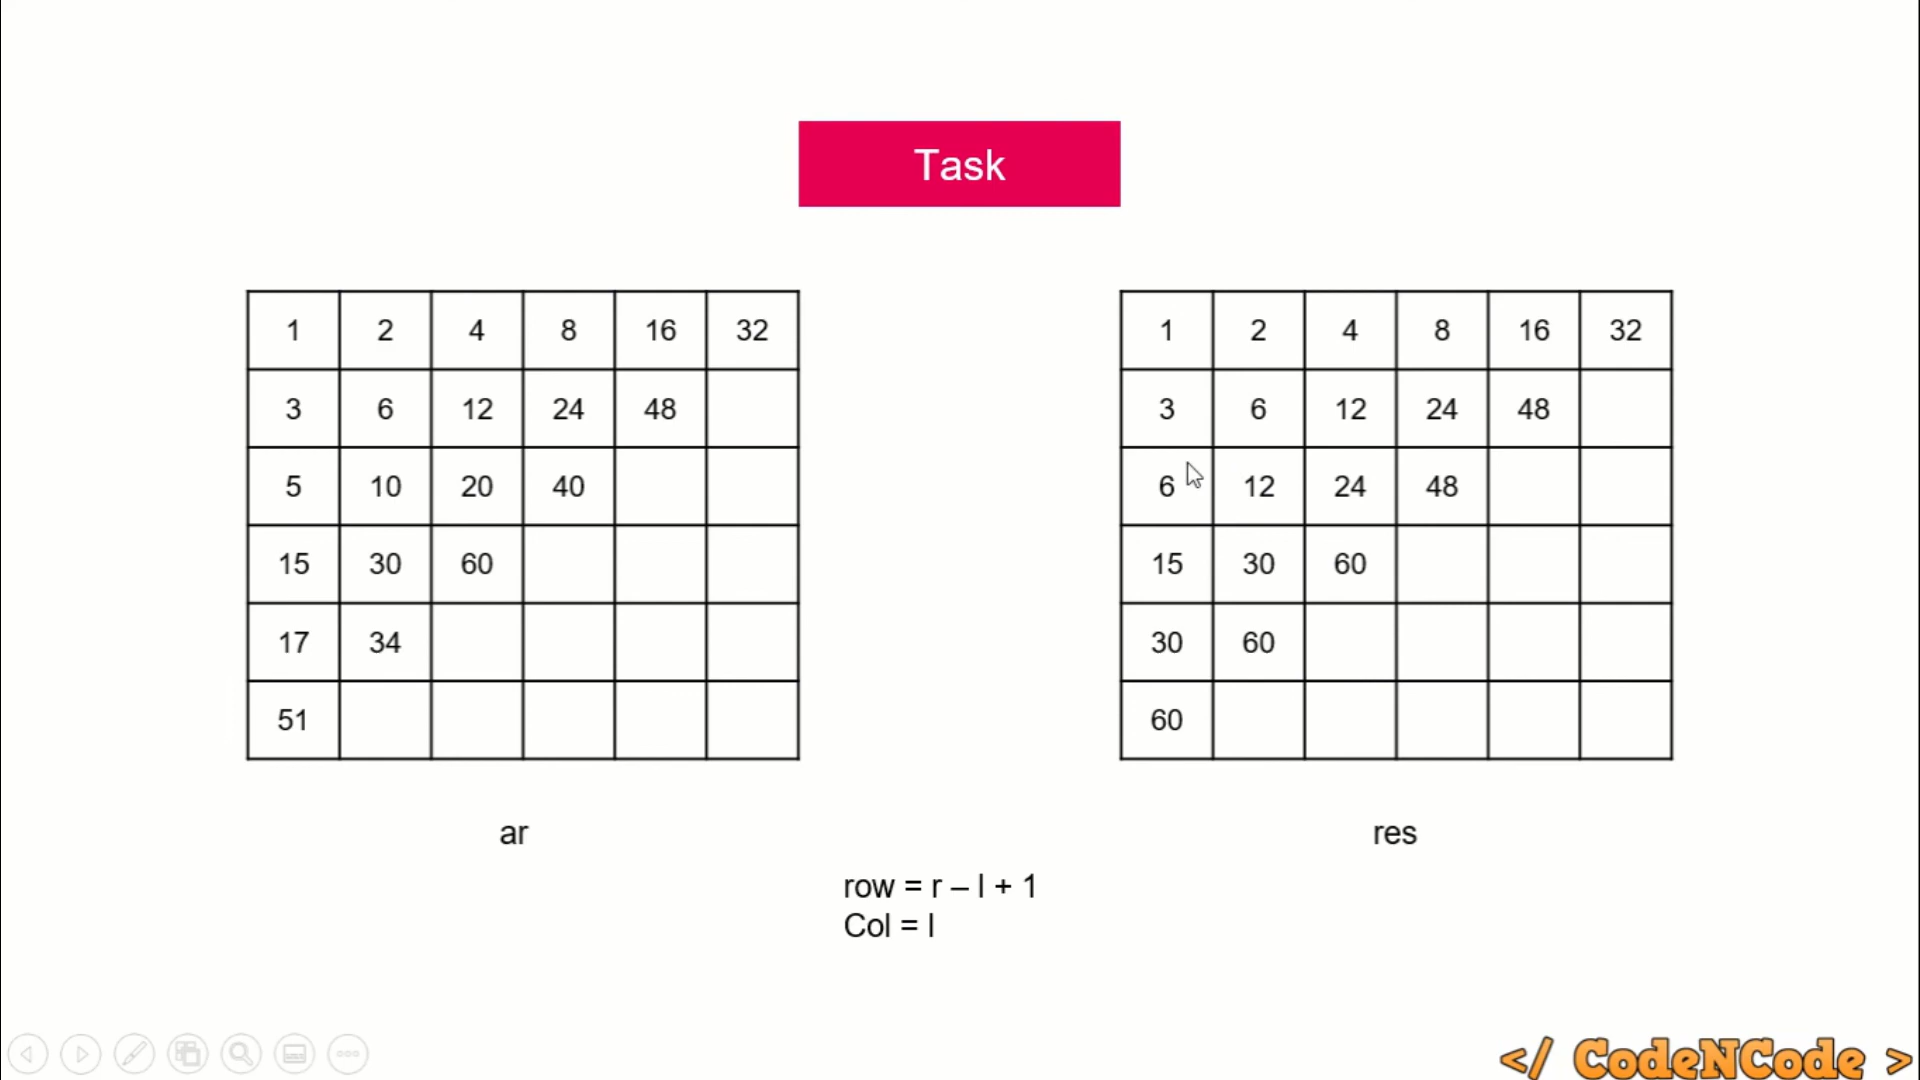 Task
1 2 4 8 16 32
3 6 12 24 48
5 10 20 40
15 30 60
17 34
51
ar
1 2 4 8 16 32
3 6 12 24 48
6 12 24 48
15 30 60
30 60
60
res
row = r – l + 1
Col = l
</ CodeNCode >